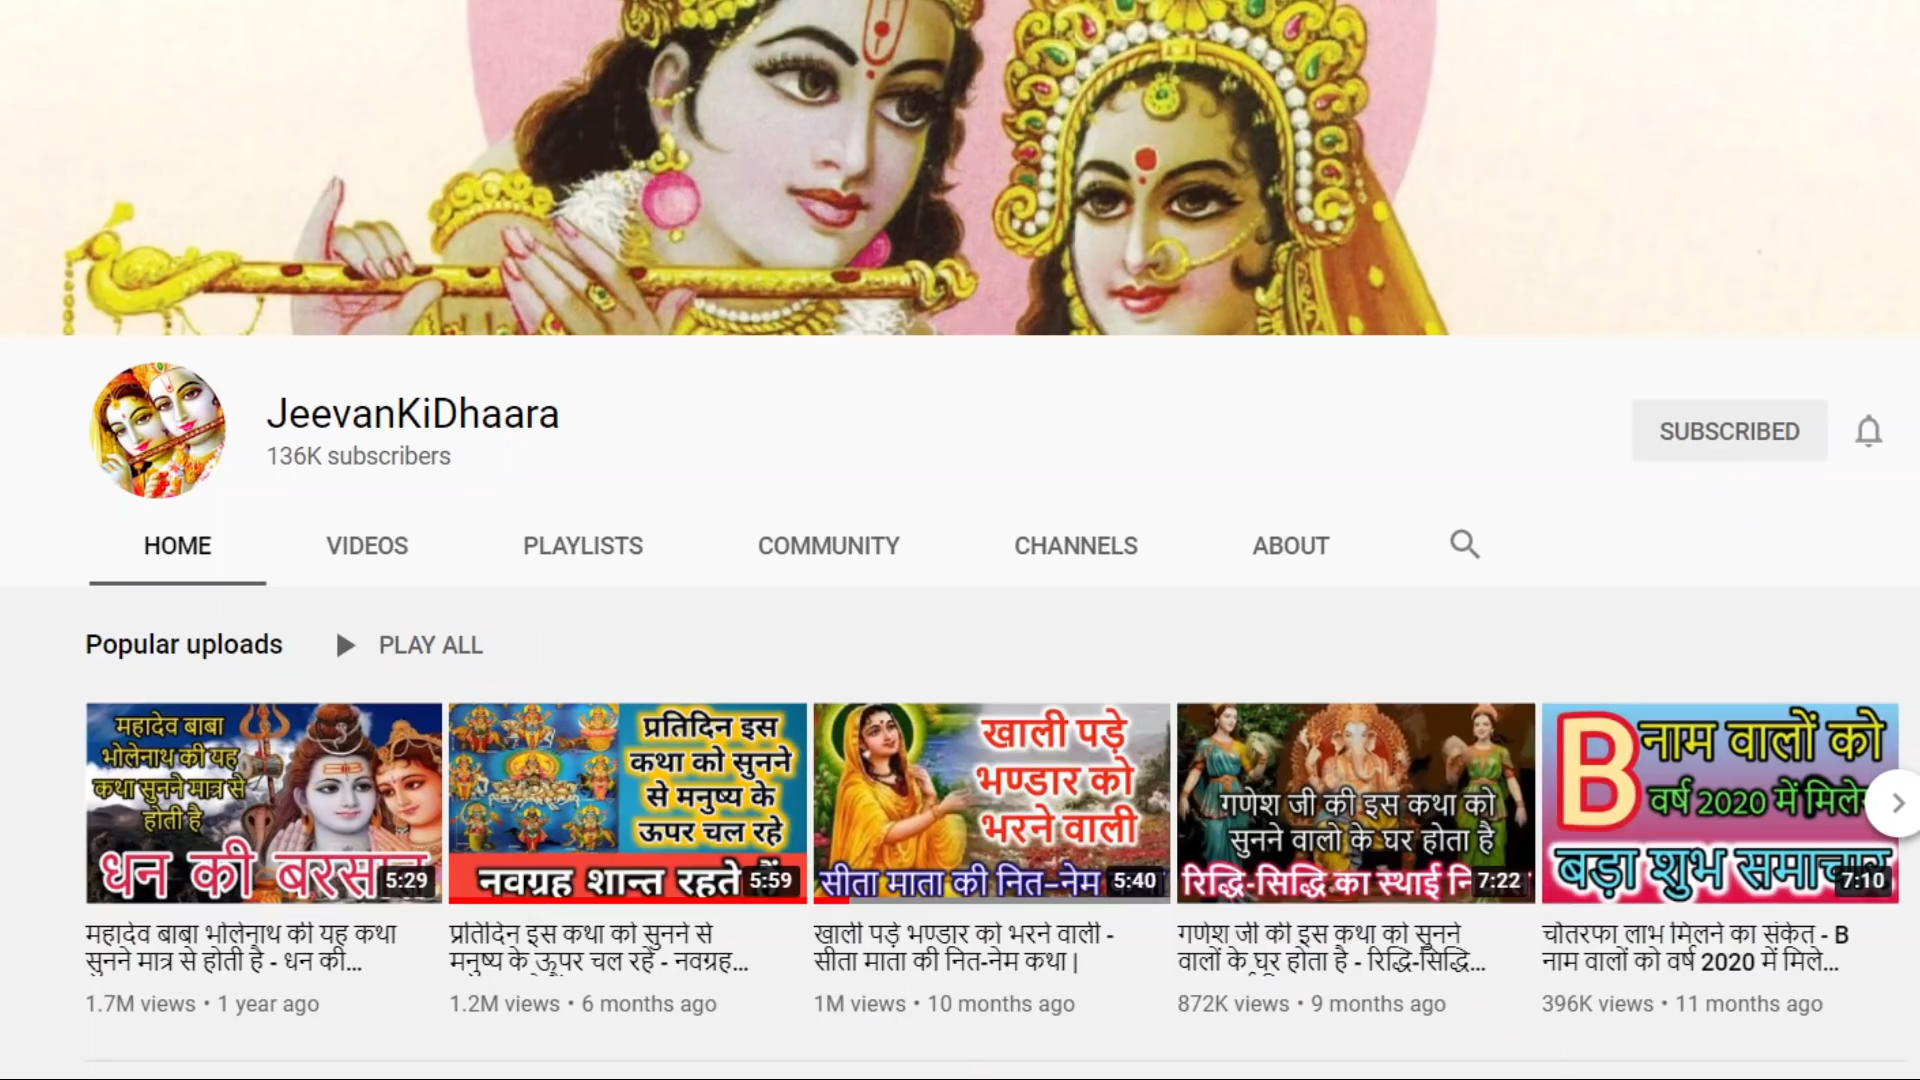 JeevanKiDhaara
136K subscribers
SUBSCRIBED
HOME
VIDEOS
PLAYLISTS
COMMUNITY
CHANNELS
ABOUT
Popular uploads
PLAY ALL
महादेव बाबा
भोलेनाथ की यह
कथा सुनने मात्र से
होती है
धन की
5:29
प्रतिदिन इस
कथा को सुनने
से मनुष्य के
ऊपर चल रहे
नवग्रह शान्त रहते
5:59
खाली पड़े
भण्डार को
भरने वाली
सीता माता की नित-नेम
5:40
गणेश जी की इस कथा को
सुनने वालो के घर होता है
रिद्धि-सिद्धि का स्थाई
7:22
B नाम वालों को
वर्ष 2020 में
बड़ा शुभ समाचार
7:10
महादेव बाबा भोलेनाथ की यह कथा
सुनने मात्र से होती है - धन की...
1.7M views • 1 year ago
प्रतिदिन इस कथा को सुनने से
मनुष्य के ऊपर चल रहे - नवग्रह...
1.2M views • 6 months ago
खाली पड़े भण्डार को भरने वाली -
सीता माता की नित-नेम कथा |
1M views • 10 months ago
गणेश जी की इस कथा को सुनने
वालों के घर होता है - रिद्धि-सिद्धि...
872K views • 9 months ago
चौतरफा लाभ मिलने का संकेत - B
नाम वालों को वर्ष 2020 में मिले...
396K views • 11 months ago